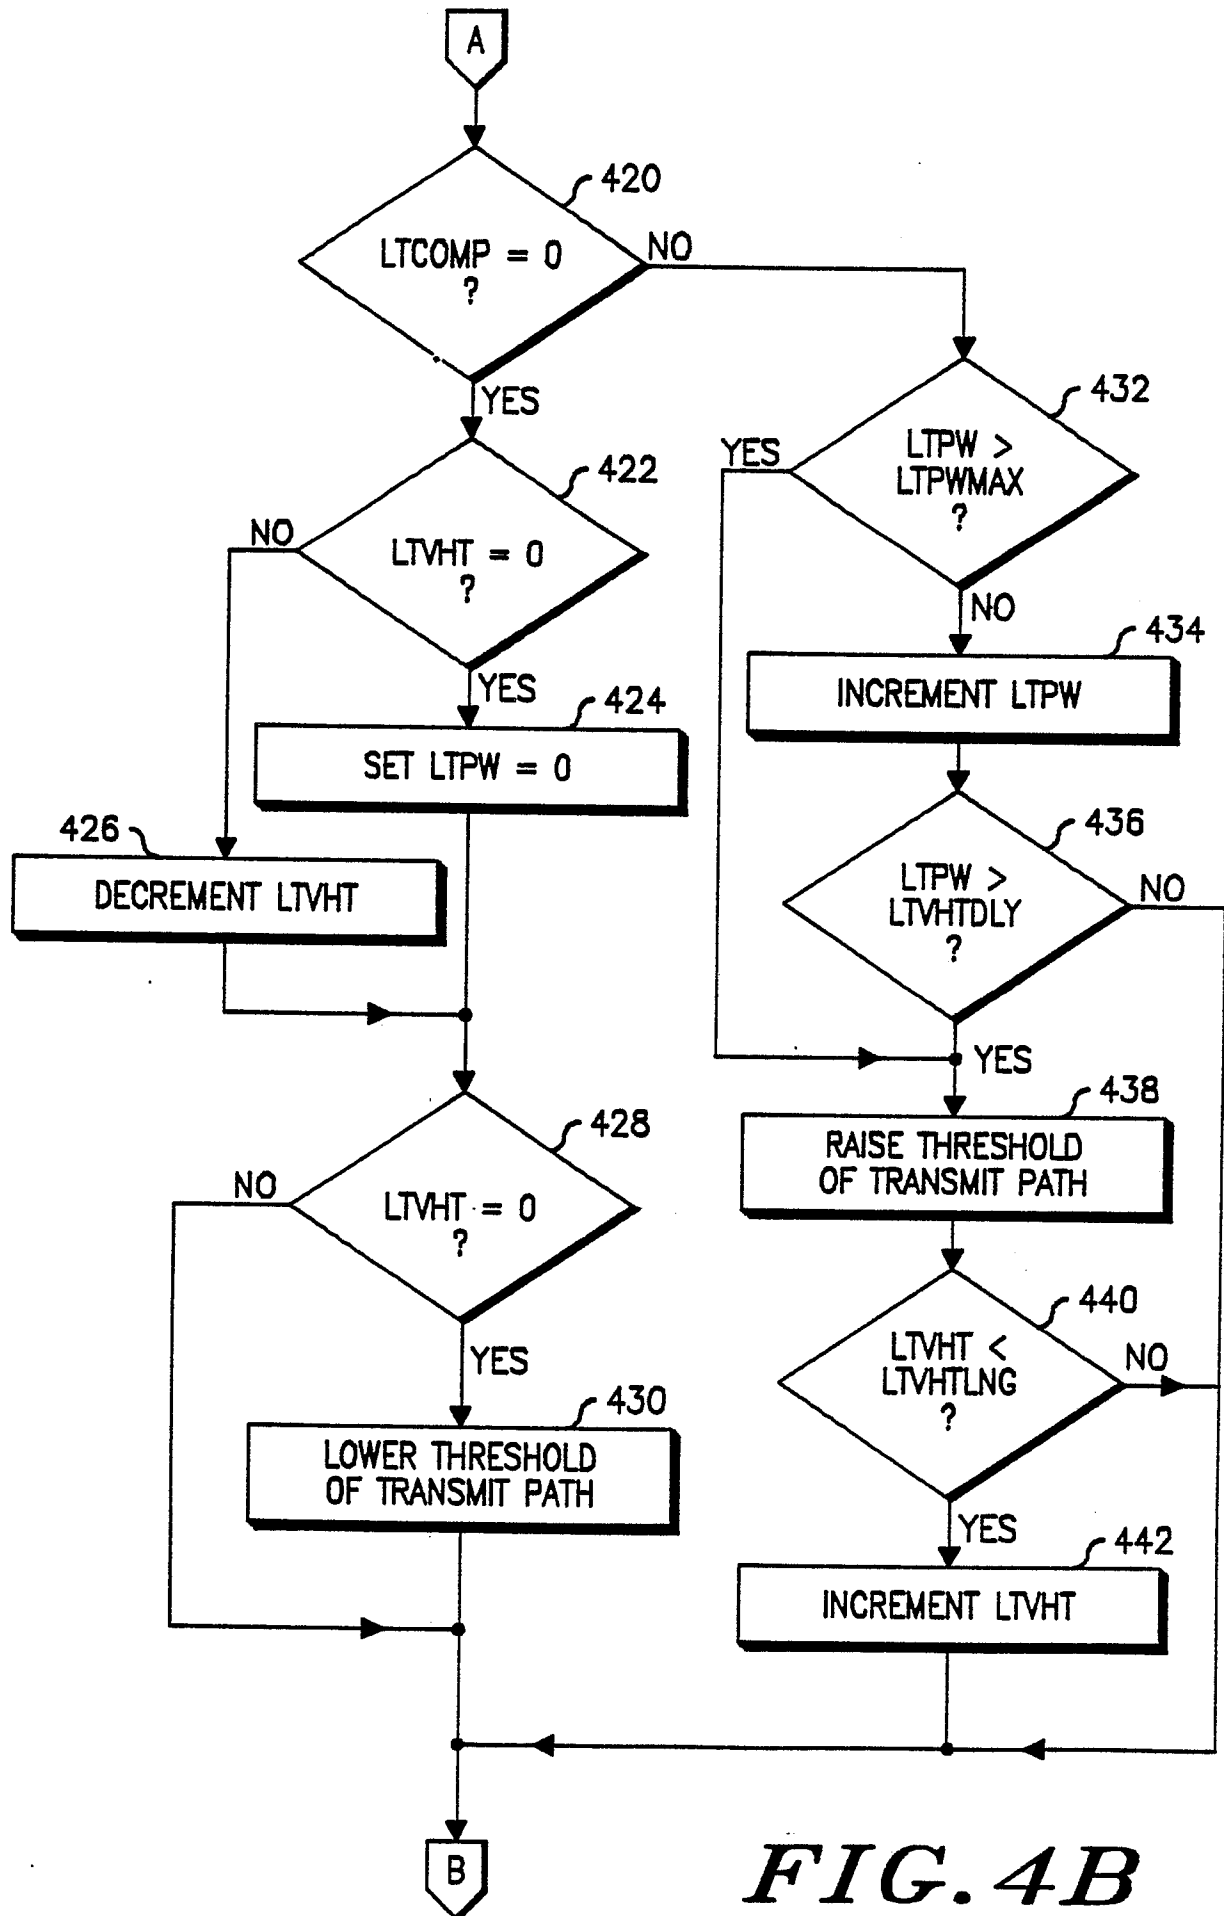 A
420
LTCOMP = 0
?
NO
YES
422
LTVHT = 0
?
NO
YES
424
SET LTPW = 0
426
DECREMENT LTVHT
428
LTVHT = 0
?
NO
YES
430
LOWER THRESHOLD
OF TRANSMIT PATH
432
LTPW >
LTPWMAX
?
YES
NO
434
INCREMENT LTPW
436
LTPW >
LTVHTDLY
?
NO
YES
438
RAISE THRESHOLD
OF TRANSMIT PATH
440
LTVHT <
LTVHTLNG
?
NO
YES
442
INCREMENT LTVHT
B
FIG. 4B